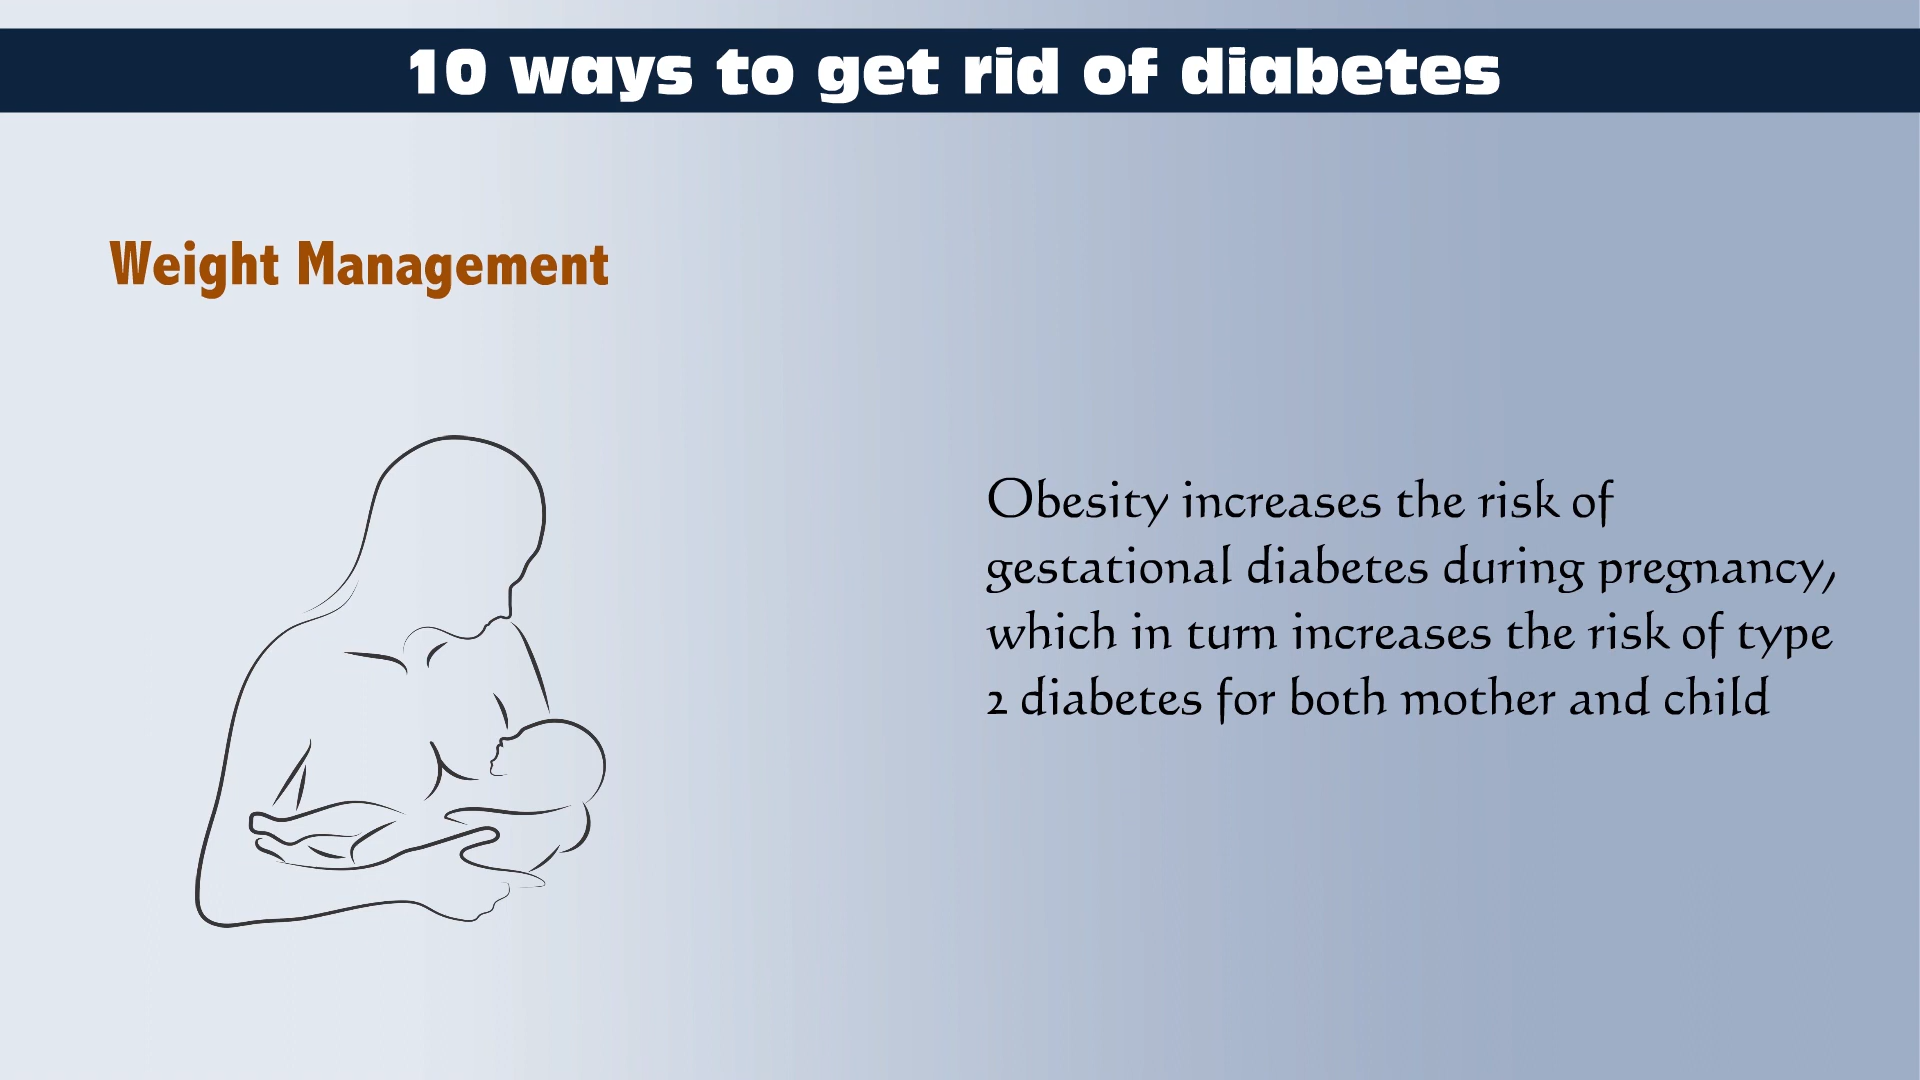 10 ways to get rid of diabetes
Weight Management
Obesity increases the risk of
gestational diabetes during pregnancy,
which in turn increases the risk of type
2 diabetes for both mother and child